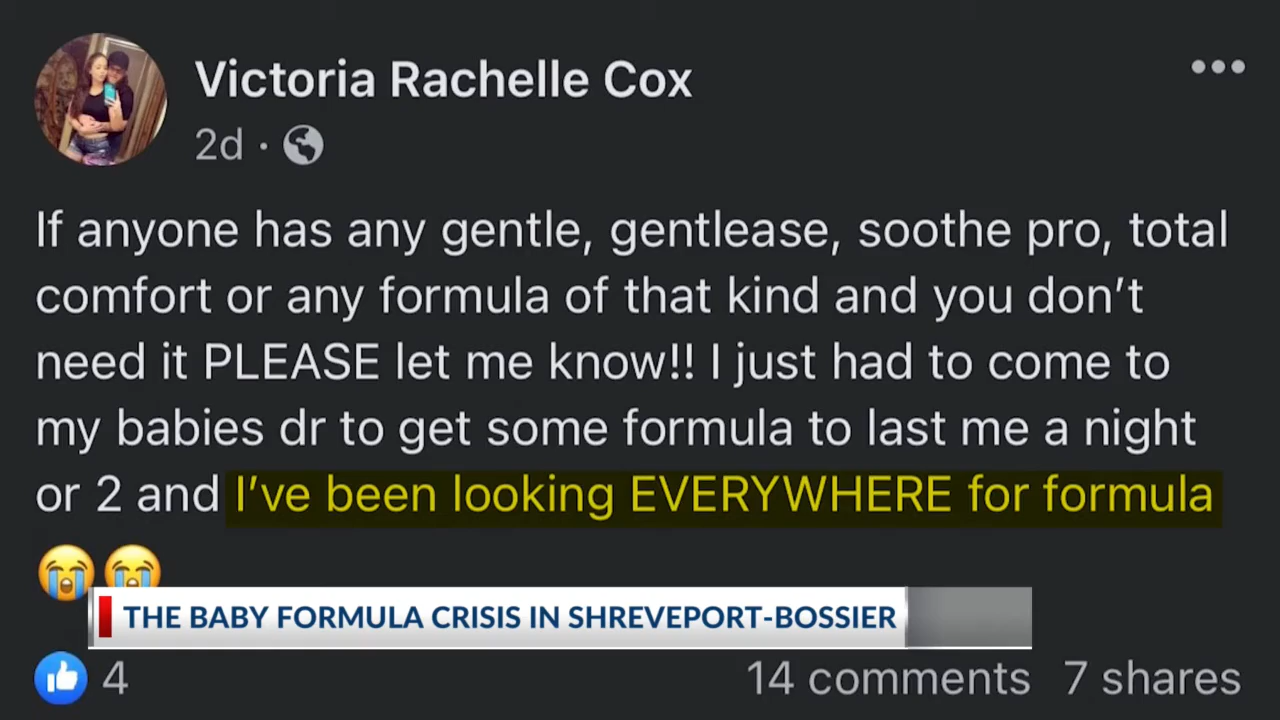 Victoria Rachelle Cox
2d ·
If anyone has any gentle, gentlease, soothe pro, total
comfort or any formula of that kind and you don't
need it PLEASE let me know!! I just had to come to
my babies dr to get some formula to last me a night
or 2 and I've been looking EVERYWHERE for formula
😭😭
THE BABY FORMULA CRISIS IN SHREVEPORT-BOSSIER
4
14 comments 7 shares